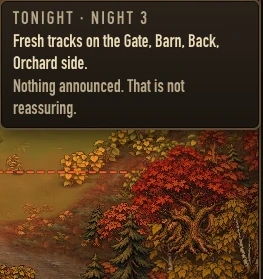 TONIGHT · NIGHT 3
Fresh tracks on the Gate, Barn, Back,
Orchard side.
Nothing announced. That is not
reassuring.